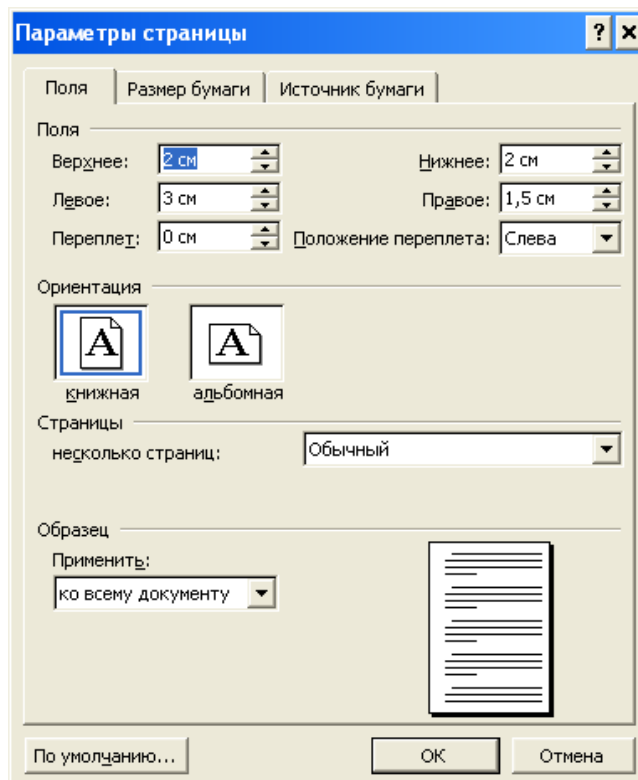 Параметры страницы
Поля Размер бумаги Источник бумаги
Поля
Верхнее: 2 см Нижнее: 2 см
Левое: 3 см Правое: 1,5 см
Переплет: 0 см Положение переплета: Слева
Ориентация
A A
книжная альбомная
Страницы
несколько страниц: Обычный
Образец
Применить:
ко всему документу
По умолчанию... ОК Отмена